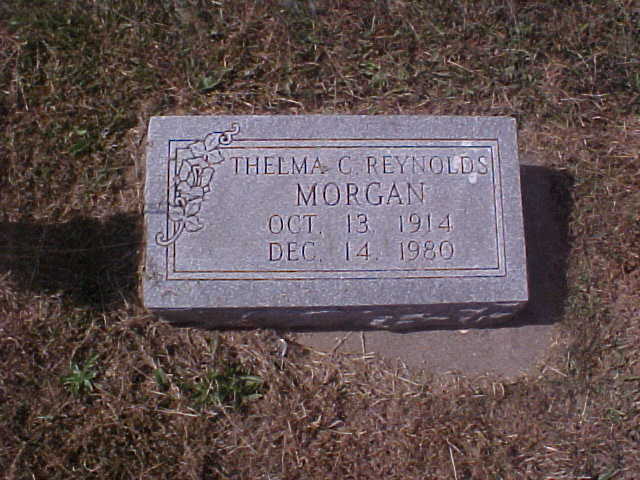 THELMA C. REYNOLDS
MORGAN
OCT. 13, 1914
DEC. 14, 1980